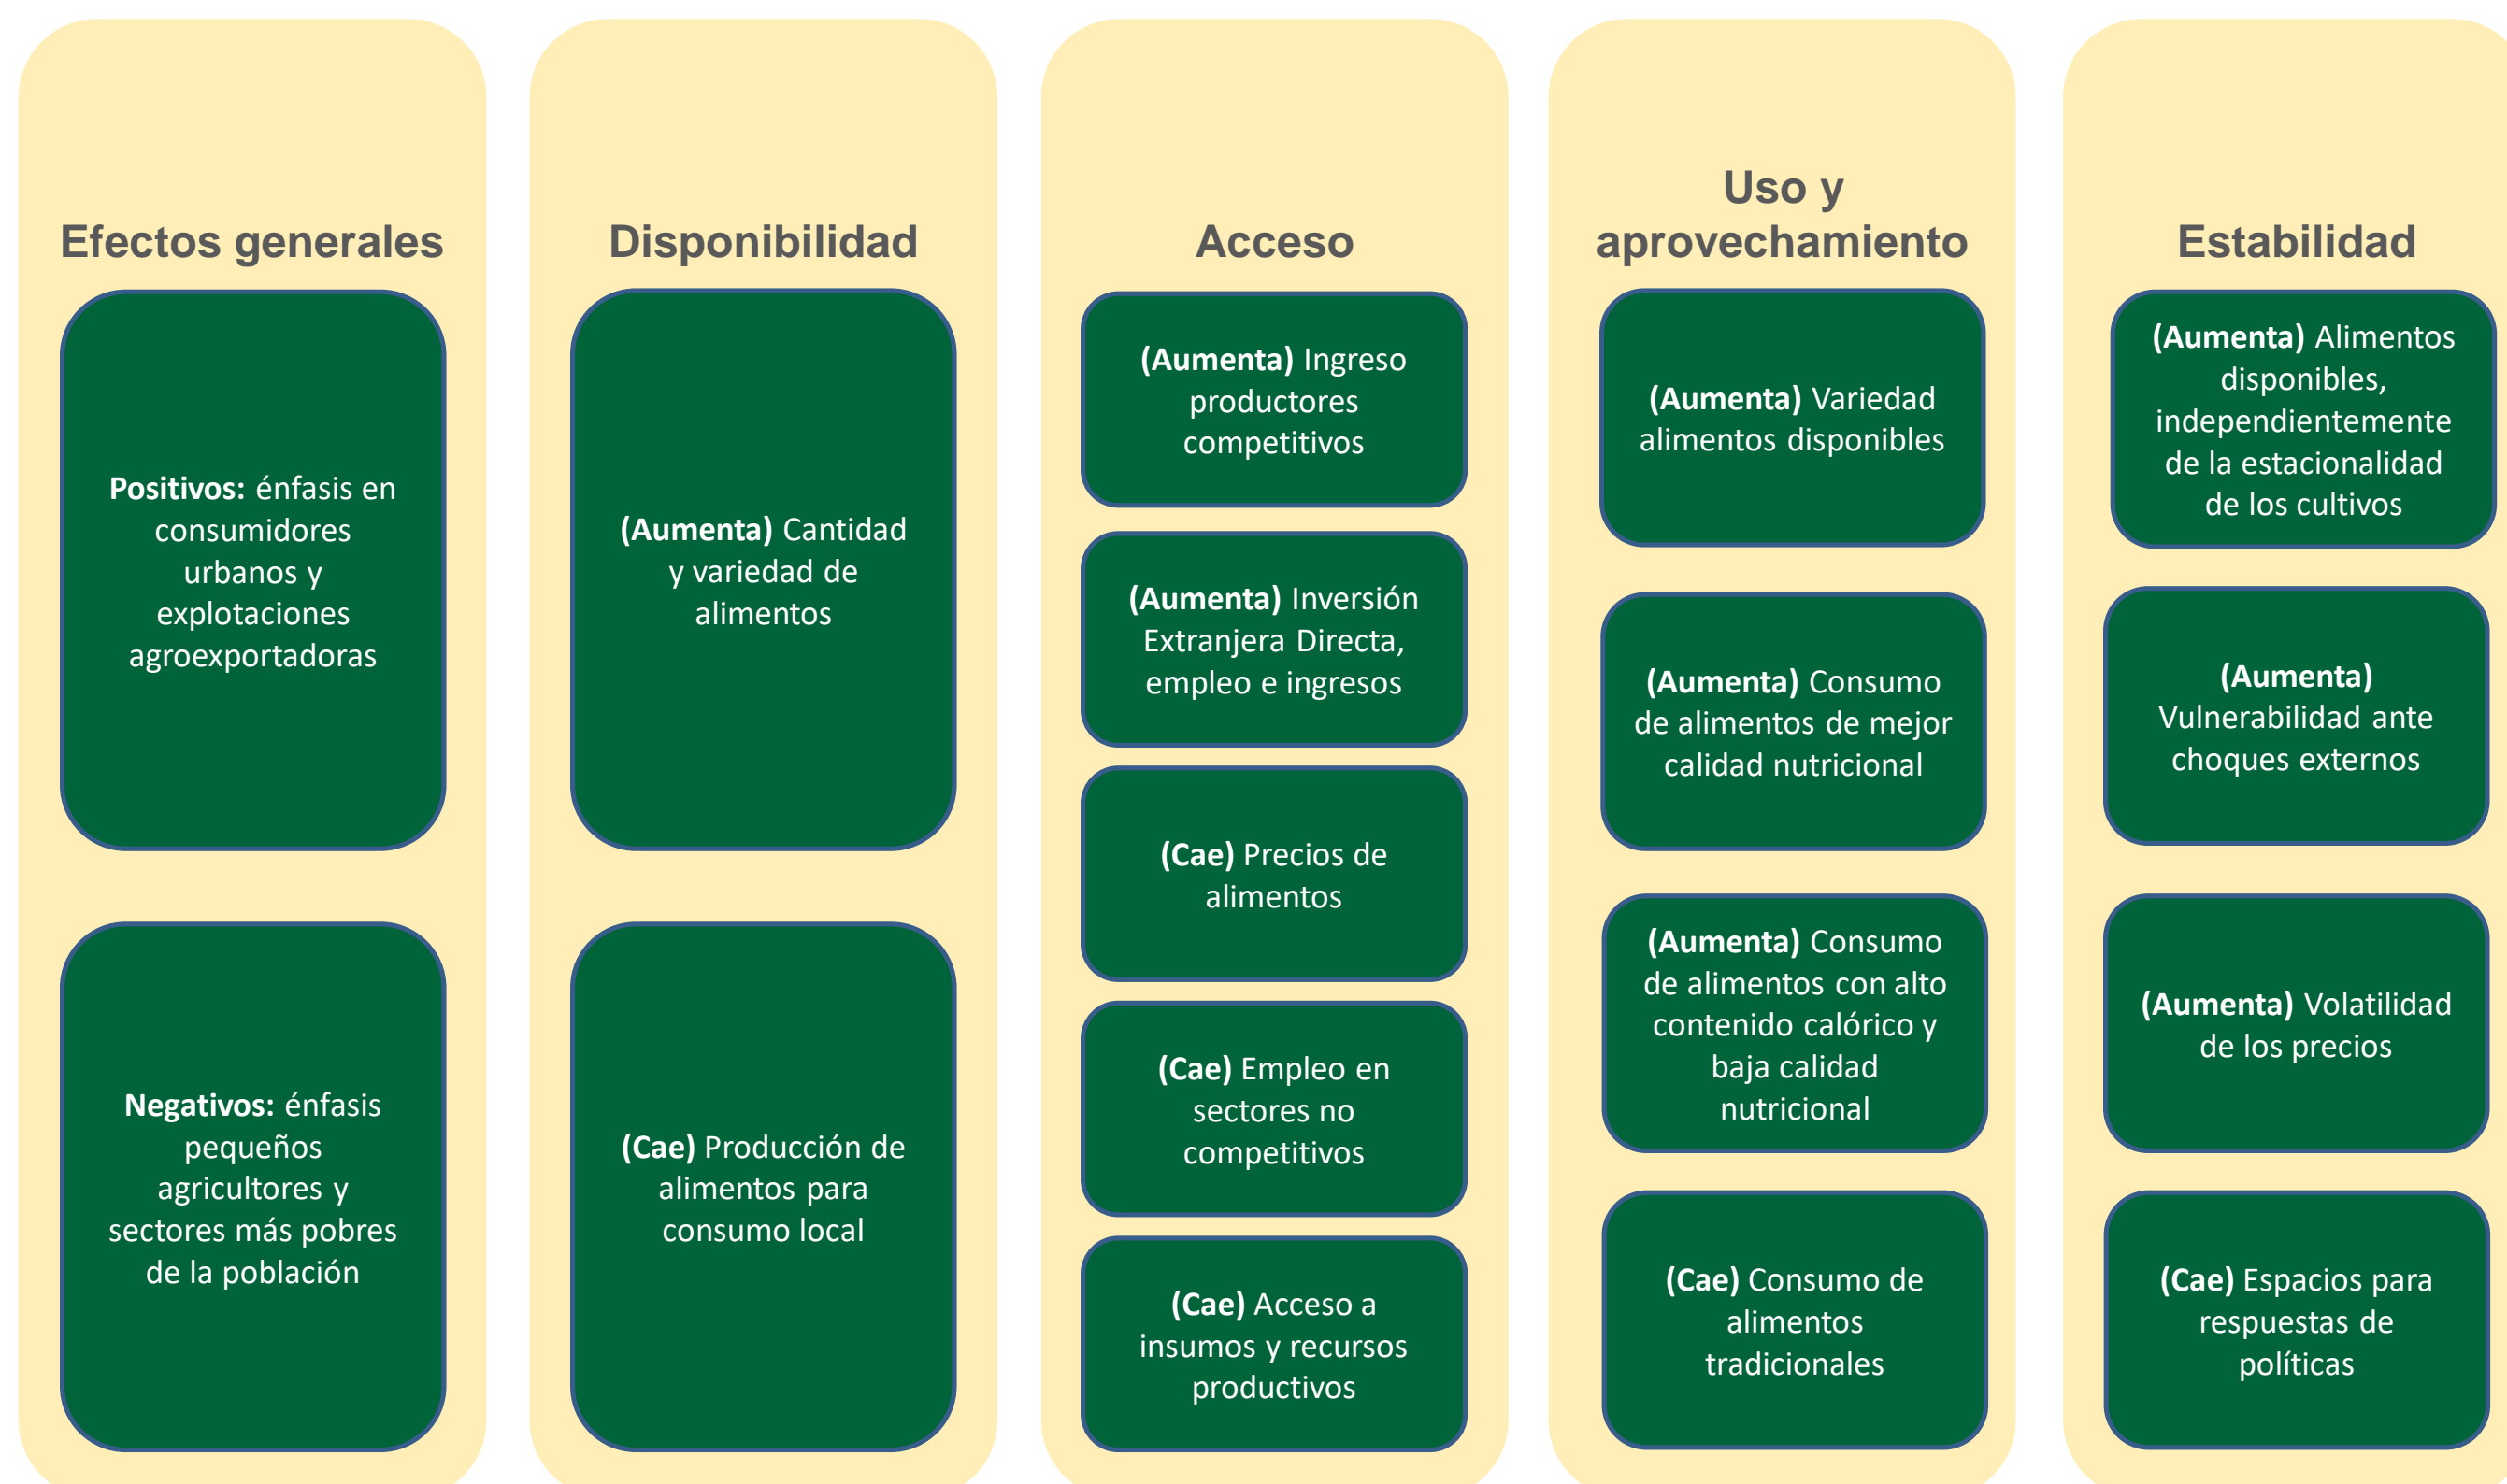 Efectos generales
Positivos: énfasis en
consumidores
urbanos y
explotaciones
agroexportadoras
Negativos: énfasis
pequeños
agricultores y
sectores más pobres
de la población
Disponibilidad
(Aumenta) Cantidad
y variedad de
alimentos
(Cae) Producción de
alimentos para
consumo local
Acceso
(Aumenta) Ingreso
productores
competitivos
(Aumenta) Inversión
Extranjera Directa,
empleo e ingresos
(Cae) Precios de
alimentos
(Cae) Empleo en
sectores no
competitivos
(Cae) Acceso a
insumos y recursos
productivos
Uso y
aprovechamiento
(Aumenta) Variedad
alimentos disponibles
(Aumenta) Consumo
de alimentos de mejor
calidad nutricional
(Aumenta) Consumo
de alimentos con alto
contenido calórico y
baja calidad
nutricional
(Cae) Consumo de
alimentos
tradicionales
Estabilidad
(Aumenta) Alimentos
disponibles,
independientemente
de la estacionalidad
de los cultivos
(Aumenta)
Vulnerabilidad ante
choques externos
(Aumenta) Volatilidad
de los precios
(Cae) Espacios para
respuestas de
políticas